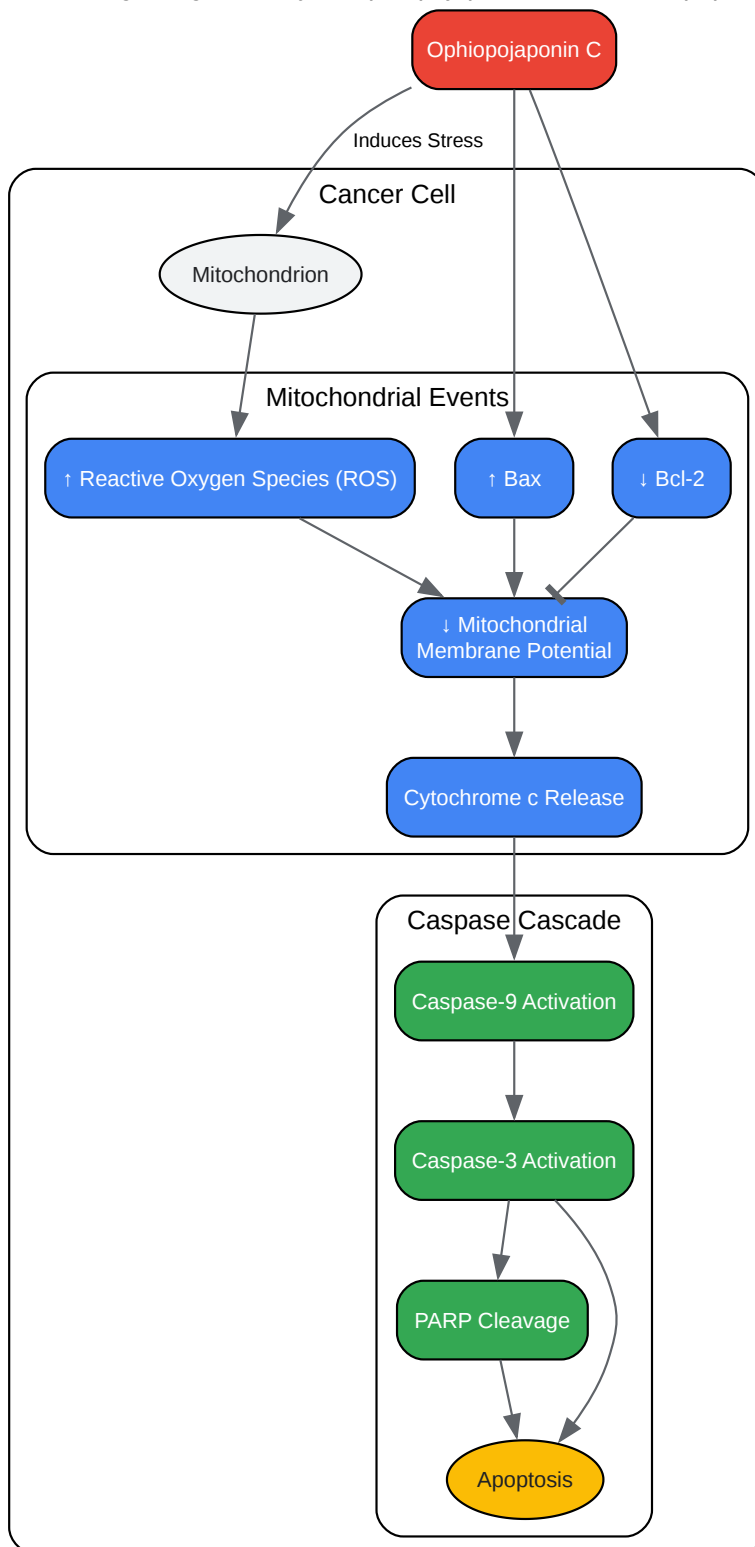 Ophiopojaponin C
Induces Stress
Cancer Cell
Mitochondrion
Mitochondrial Events
↑ Reactive Oxygen Species (ROS)
↑ Bax
↓ Bcl-2
↓ Mitochondrial
Membrane Potential
Cytochrome c Release
Caspase Cascade
Caspase-9 Activation
Caspase-3 Activation
PARP Cleavage
Apoptosis